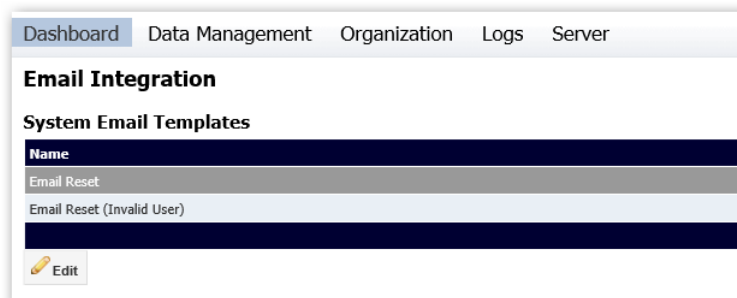 Dashboard Data Management Organization Logs Server
Email Integration
System Email Templates
Name
Email Reset
Email Reset (Invalid User)
Edit